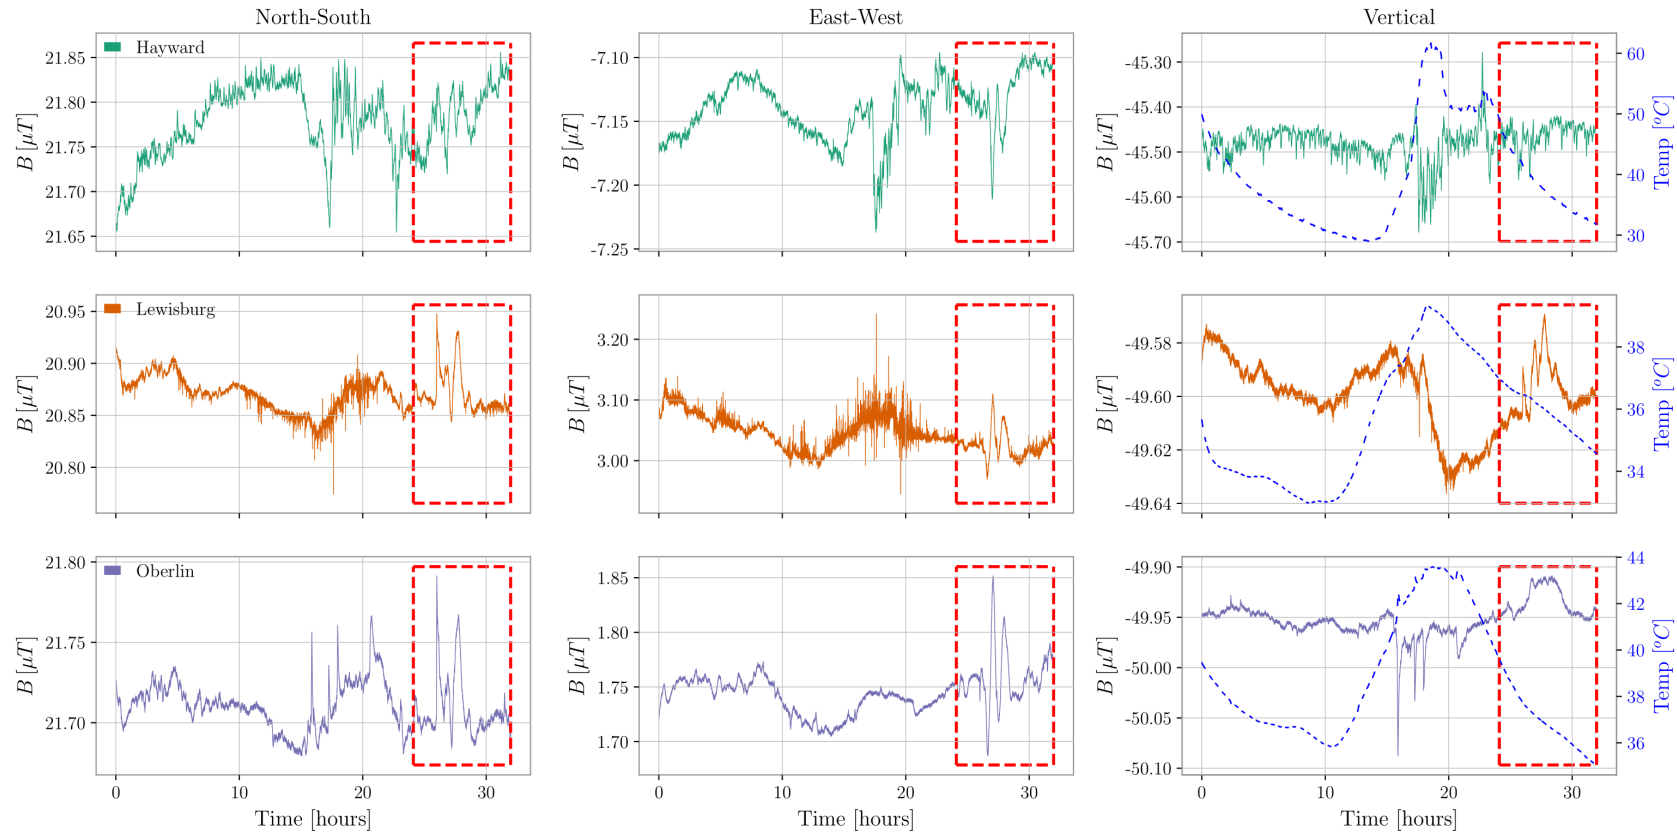 North-South
East-West
Vertical
Hayward
B [μT]
21.85
21.80
21.75
21.70
21.65
B [μT]
-7.10
-7.15
-7.20
-7.25
B [μT]
-45.30
-45.40
-45.50
-45.60
-45.70
60
50
40
30
Temp [°C]
Lewisburg
B [μT]
20.95
20.90
20.85
20.80
B [μT]
3.20
3.10
3.00
B [μT]
-49.58
-49.60
-49.62
-49.64
38
36
34
Temp [°C]
Oberlin
B [μT]
21.80
21.75
21.70
B [μT]
1.85
1.80
1.75
1.70
B [μT]
-49.90
-49.95
-50.00
-50.05
-50.10
44
42
40
38
36
Temp [°C]
0 10 20 30
0 10 20 30
0 10 20 30
Time [hours]
Time [hours]
Time [hours]